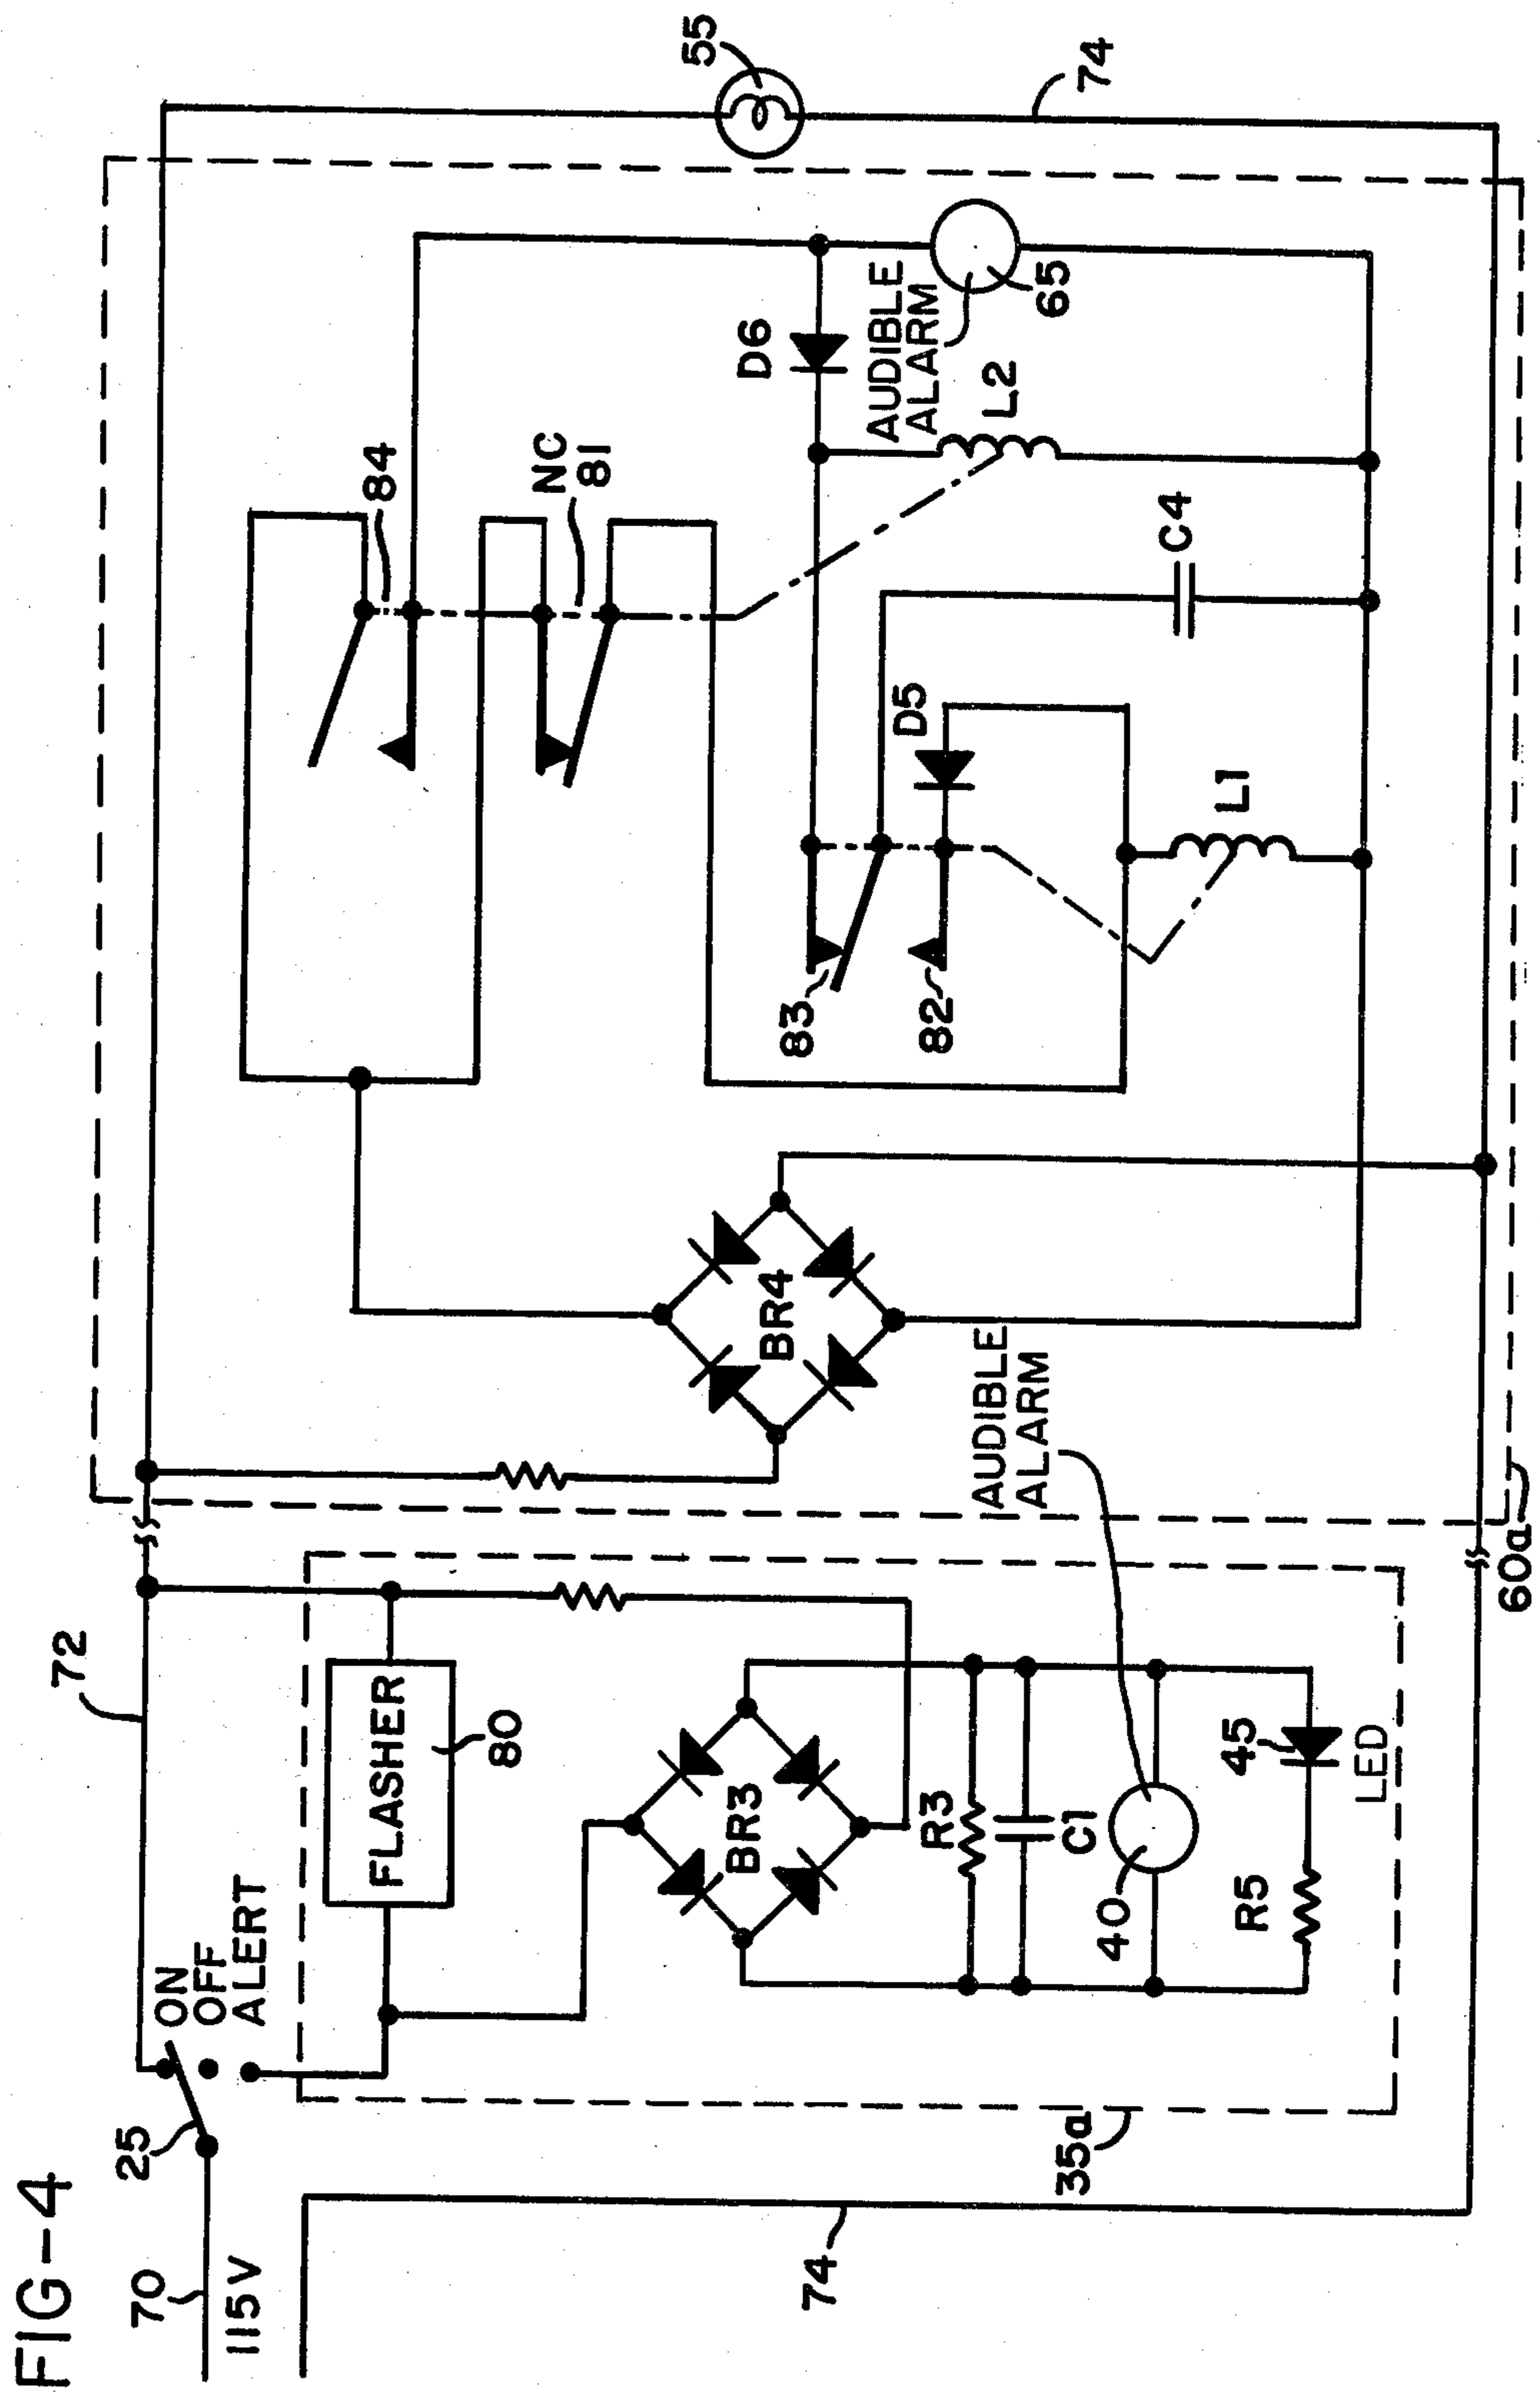 FIG-4
70
115V
25
ON
OFF
ALERT
72
FLASHER
80
BR3
R3
C1
40
R5
45
LED
35a
74
AUDIBLE
ALARM
60a
BR4
84
NC
81
83
82
D5
L1
C4
D6
AUDIBLE
ALARM
L2
65
55
74